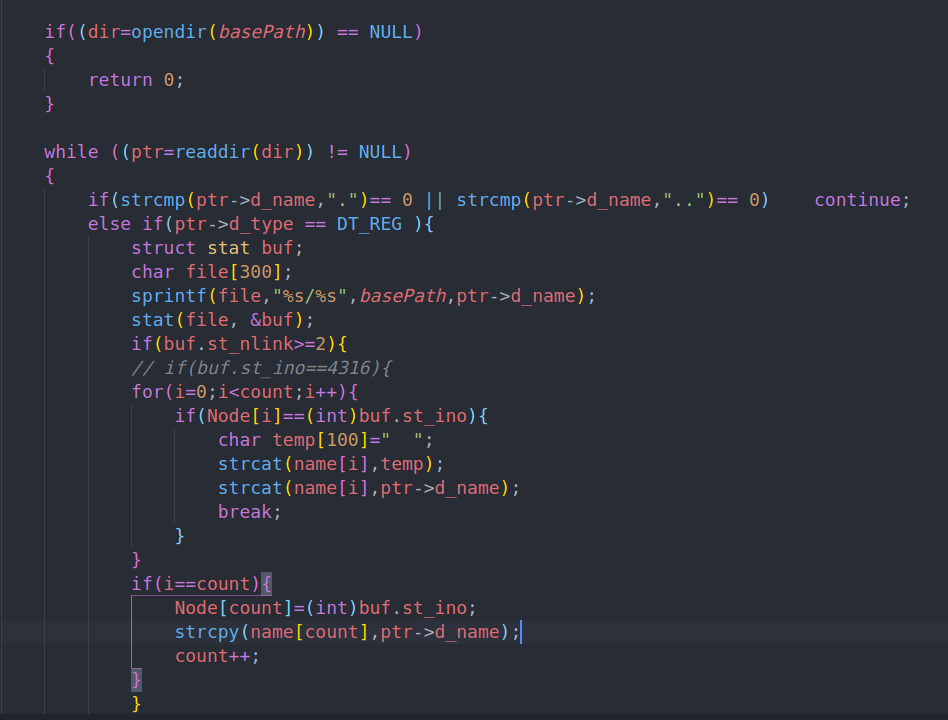 if((dir=opendir(basePath)) == NULL)
{
    return 0;
}
while ((ptr=readdir(dir)) != NULL)
{
    if(strcmp(ptr->d_name,".")== 0 || strcmp(ptr->d_name,"..")== 0)    continue;
    else if(ptr->d_type == DT_REG ){
        struct stat buf;
        char file[300];
        sprintf(file,"%s/%s",basePath,ptr->d_name);
        stat(file, &buf);
        if(buf.st_nlink>=2){
        // if(buf.st_ino==4316){
        for(i=0;i<count;i++){
            if(Node[i]==(int)buf.st_ino){
                char temp[100]="  ";
                strcat(name[i],temp);
                strcat(name[i],ptr->d_name);
                break;
            }
        }
        if(i==count){
            Node[count]=(int)buf.st_ino;
            strcpy(name[count],ptr->d_name);
            count++;
        }
        }